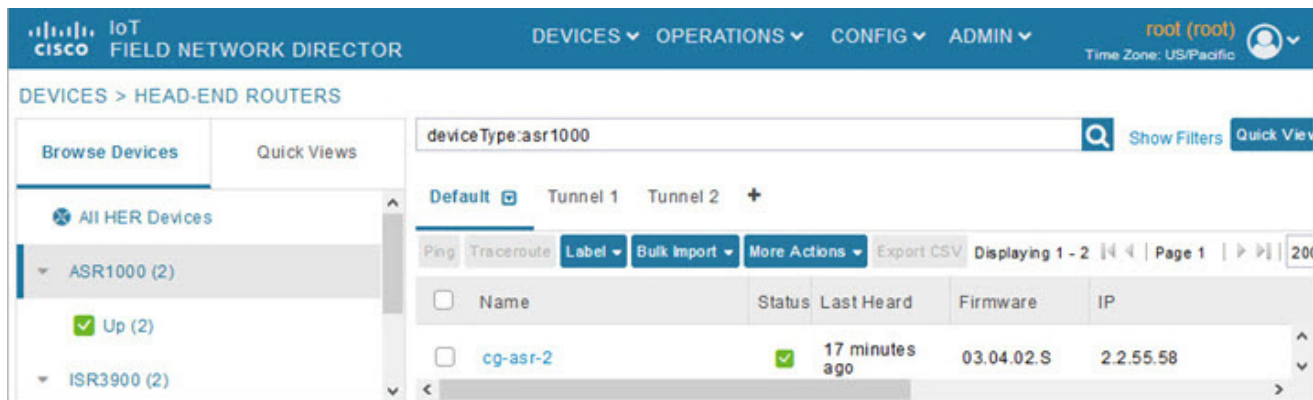 IoT
CISCO FIELD NETWORK DIRECTOR
DEVICES OPERATIONS CONFIG ADMIN
root (root)
Time Zone: US/Pacific
DEVICES > HEAD-END ROUTERS
Browse Devices Quick Views
deviceType:asr1000
Show Filters Quick View
All HER Devices
Default Tunnel 1 Tunnel 2 +
Ping Traceroute Label Bulk Import More Actions Export CSV Displaying 1 - 2 | Page 1 | 200
ASR1000 (2)
Name Status Last Heard Firmware IP
Up (2)
cg-asr-2 17 minutes ago 03.04.02.S 2.2.55.58
ISR3900 (2)